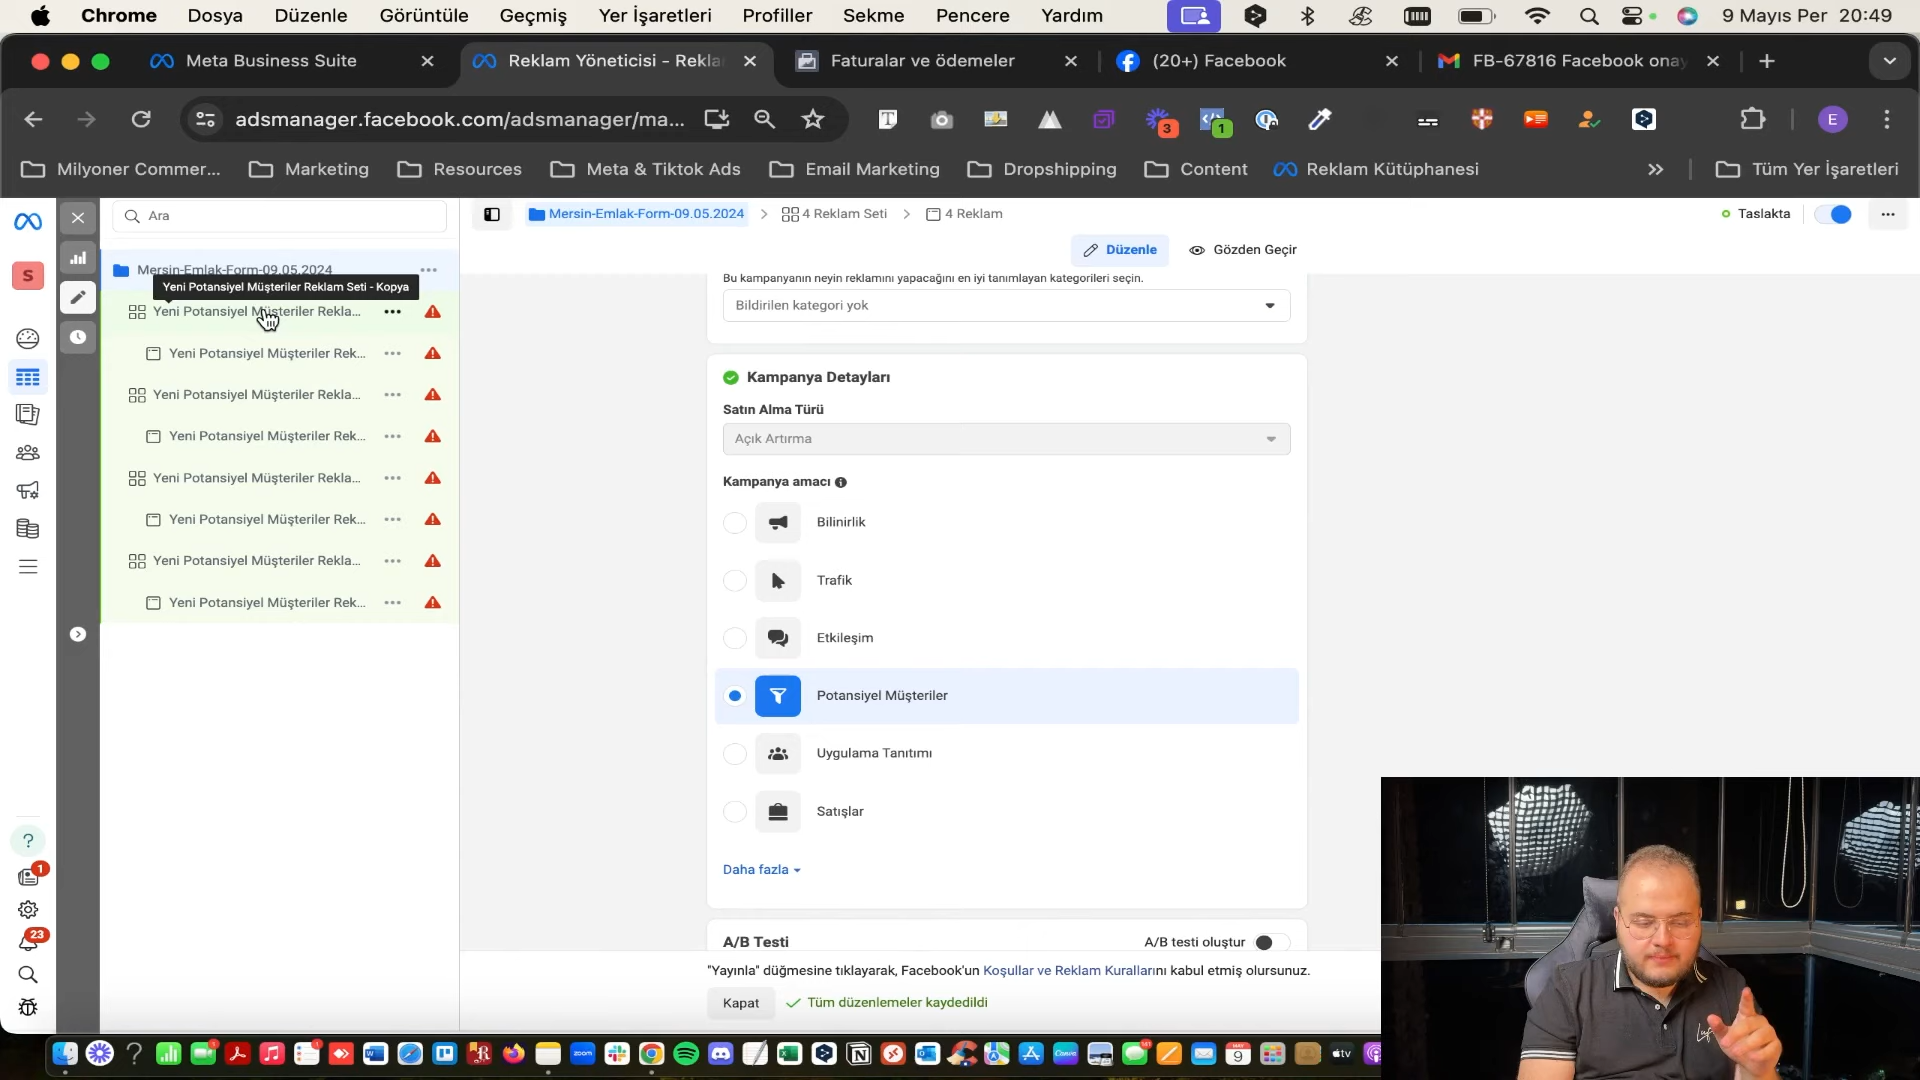 Chrome Dosya Düzenle Görüntüle Geçmiş Yer İşaretleri Profiller Sekme Pencere Yardım 9 Mayıs Per 20:49
Meta Business Suite
Reklam Yöneticisi - Rekla
Faturalar ve ödemeler
(20+) Facebook
FB-67816 Facebook onay
adsmanager.facebook.com/adsmanager/ma...
3
1
E
Milyoner Commer...
Marketing
Resources
Meta & Tiktok Ads
Email Marketing
Dropshipping
Content
Reklam Kütüphanesi
Tüm Yer İşaretleri
Ara
Mersin-Emlak-Form-09.05.2024
4 Reklam Seti
4 Reklam
Taslakta
Düzenle
Gözden Geçir
S
Mersin-Emlak-Form-09.05.2024
Yeni Potansiyel Müşteriler Reklam Seti - Kopya
Yeni Potansiyel Müşteriler Rekla...
Yeni Potansiyel Müşteriler Rek...
Yeni Potansiyel Müşteriler Rekla...
Yeni Potansiyel Müşteriler Rek...
Yeni Potansiyel Müşteriler Rekla...
Yeni Potansiyel Müşteriler Rek...
Yeni Potansiyel Müşteriler Rekla...
Yeni Potansiyel Müşteriler Rek...
1
23
Bu kampanyanın neyin reklamını yapacağını en iyi tanımlayan kategorileri seçin.
Bildirilen kategori yok
Kampanya Detayları
Satın Alma Türü
Açık Artırma
Kampanya amacı
Bilinirlik
Trafik
Etkileşim
Potansiyel Müşteriler
Uygulama Tanıtımı
Satışlar
Daha fazla
A/B Testi
A/B testi oluştur
"Yayınla" düğmesine tıklayarak, Facebook'un Koşullar ve Reklam Kurallarını kabul etmiş olursunuz.
Kapat
Tüm düzenlemeler kaydedildi
zoom
Canva
9
tv